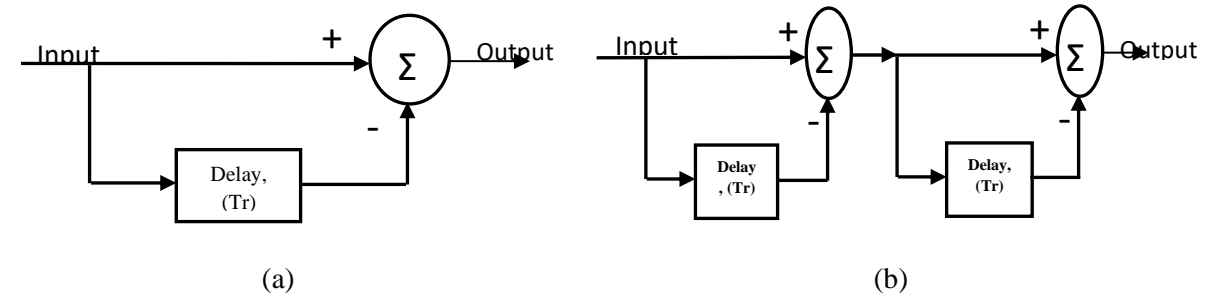 Input
+
Σ
Output
-
Delay,
(Tr)
(a)
Input
+
Σ
-
Delay
, (Tr)
+
Σ
Output
-
Delay,
(Tr)
(b)